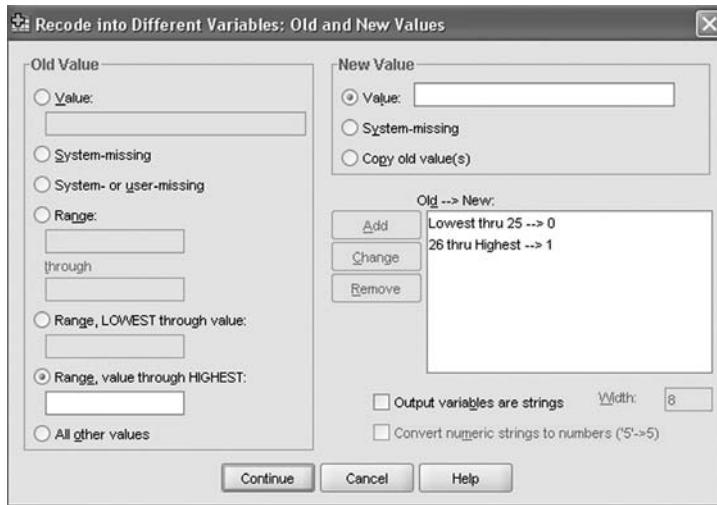 Recode into Different Variables: Old and New Values
Old Value
Value:
System-missing
System- or user-missing
Range:
through
Range, LOWEST through value:
Range, value through HIGHEST:
All other values
New Value
Value:
System-missing
Copy old value(s)
Old --> New:
Add
Change
Remove
Lowest thru 25 --> 0
26 thru Highest --> 1
Output variables are strings
Width:
8
Convert numeric strings to numbers ('5'->5)
Continue
Cancel
Help